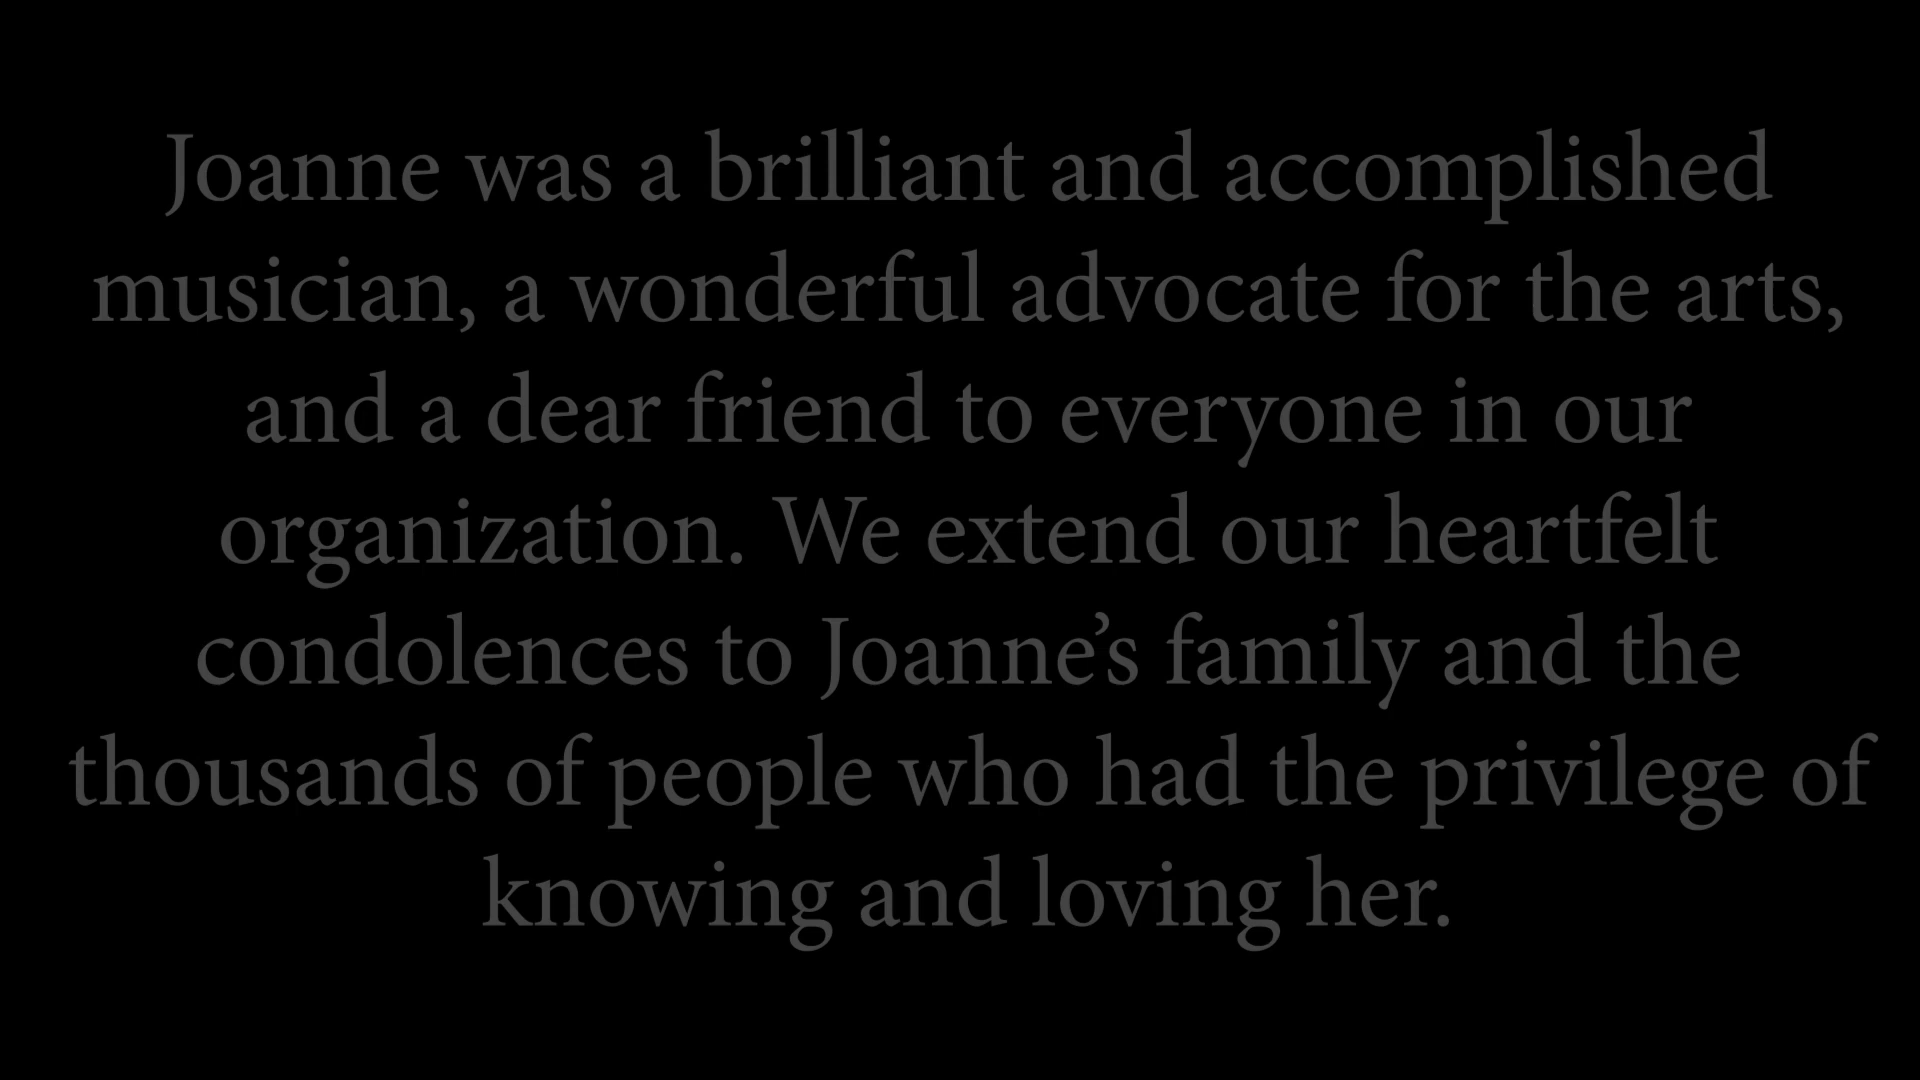 Joanne was a brilliant and accomplished
musician, a wonderful advocate for the arts,
and a dear friend to everyone in our
organization.  We extend our heartfelt
condolences to Joanne’s family and the
thousands of people who had the privilege of
knowing and loving her.